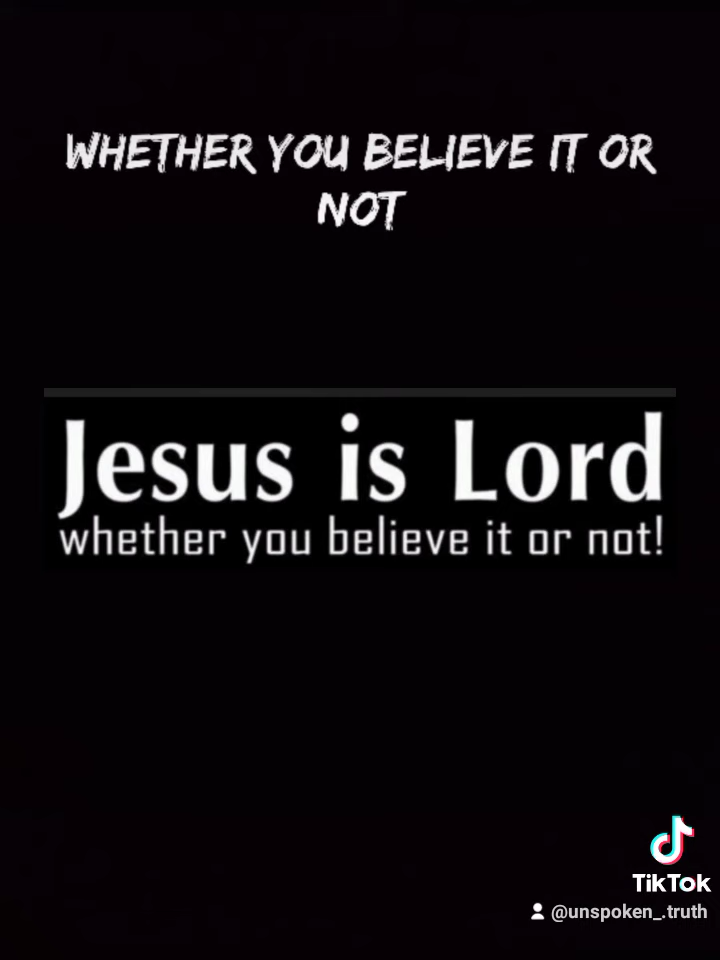 WHETHER YOU BELIEVE IT OR
NOT
Jesus is Lord
whether you believe it or not!
TikTok
@unspoken_.truth